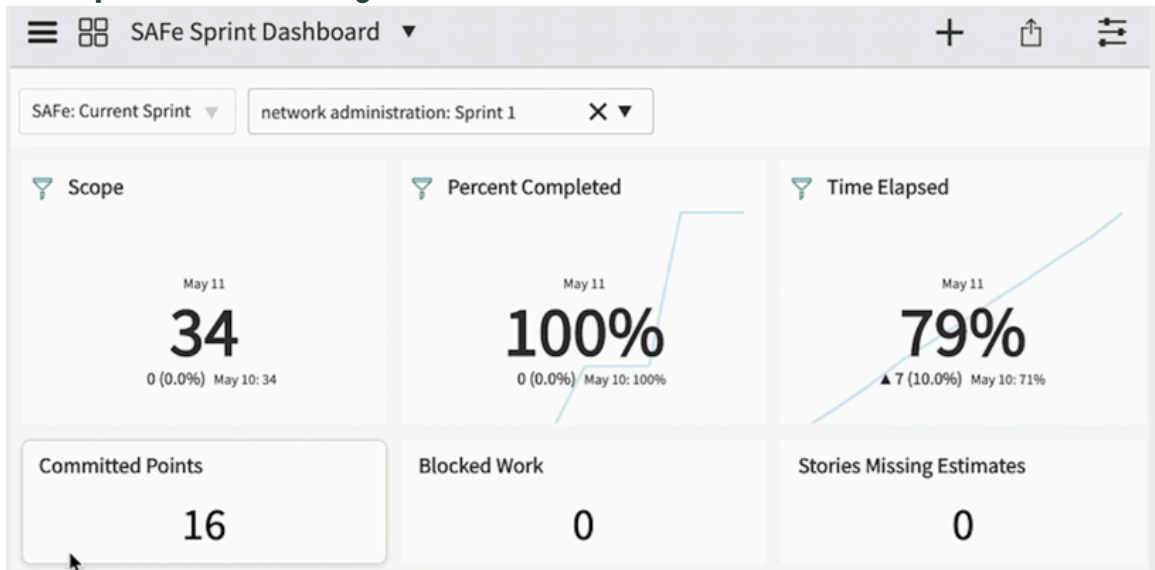 SAFe Sprint Dashboard ▼
SAFe: Current Sprint ▼
network administration: Sprint 1 X ▼
Scope
May 11
34
0 (0.0%) May 10: 34
Percent Completed
May 11
100%
0 (0.0%) May 10: 100%
Time Elapsed
May 11
79%
▲ 7 (10.0%) May 10: 71%
Committed Points
16
Blocked Work
0
Stories Missing Estimates
0